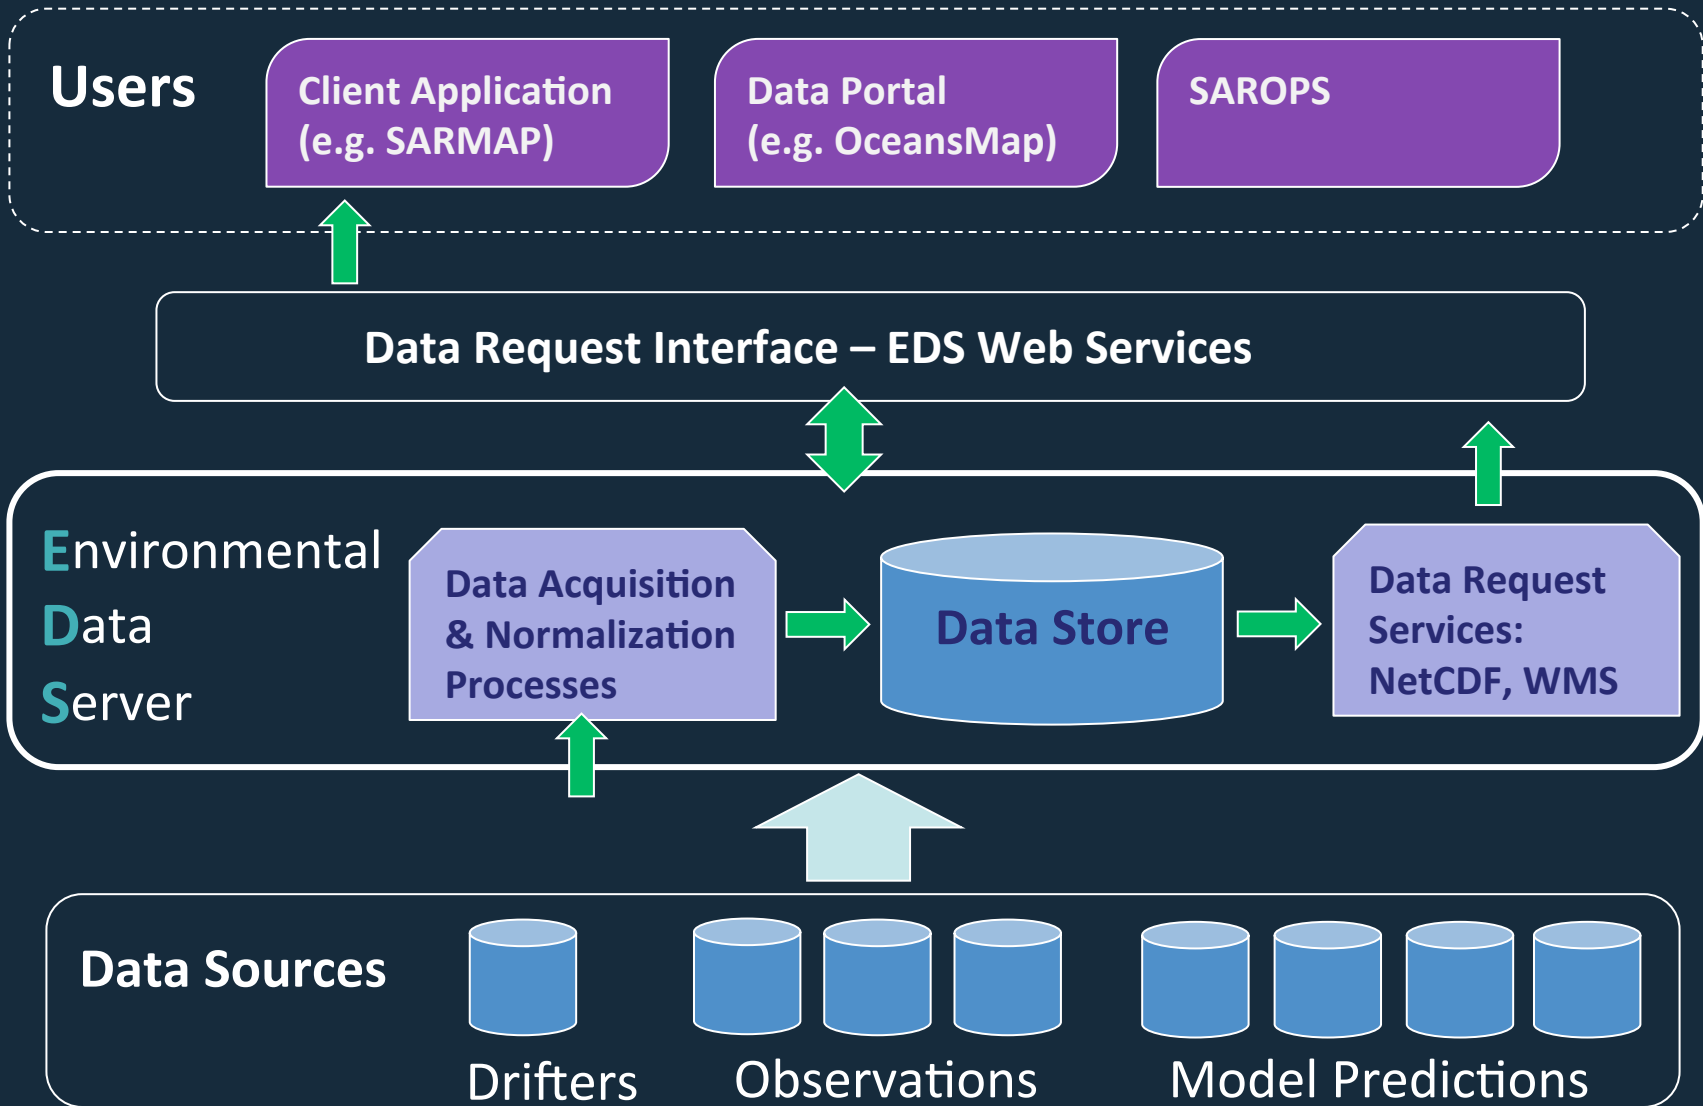 Users
Client Application
(e.g. SARMAP)
Data Portal
(e.g. OceansMap)
SAROPS
Data Request Interface – EDS Web Services
Environmental
Data
Server
Data Acquisition
& Normalization
Processes
Data Store
Data Request
Services:
NetCDF, WMS
Data Sources
Drifters
Observations
Model Predictions